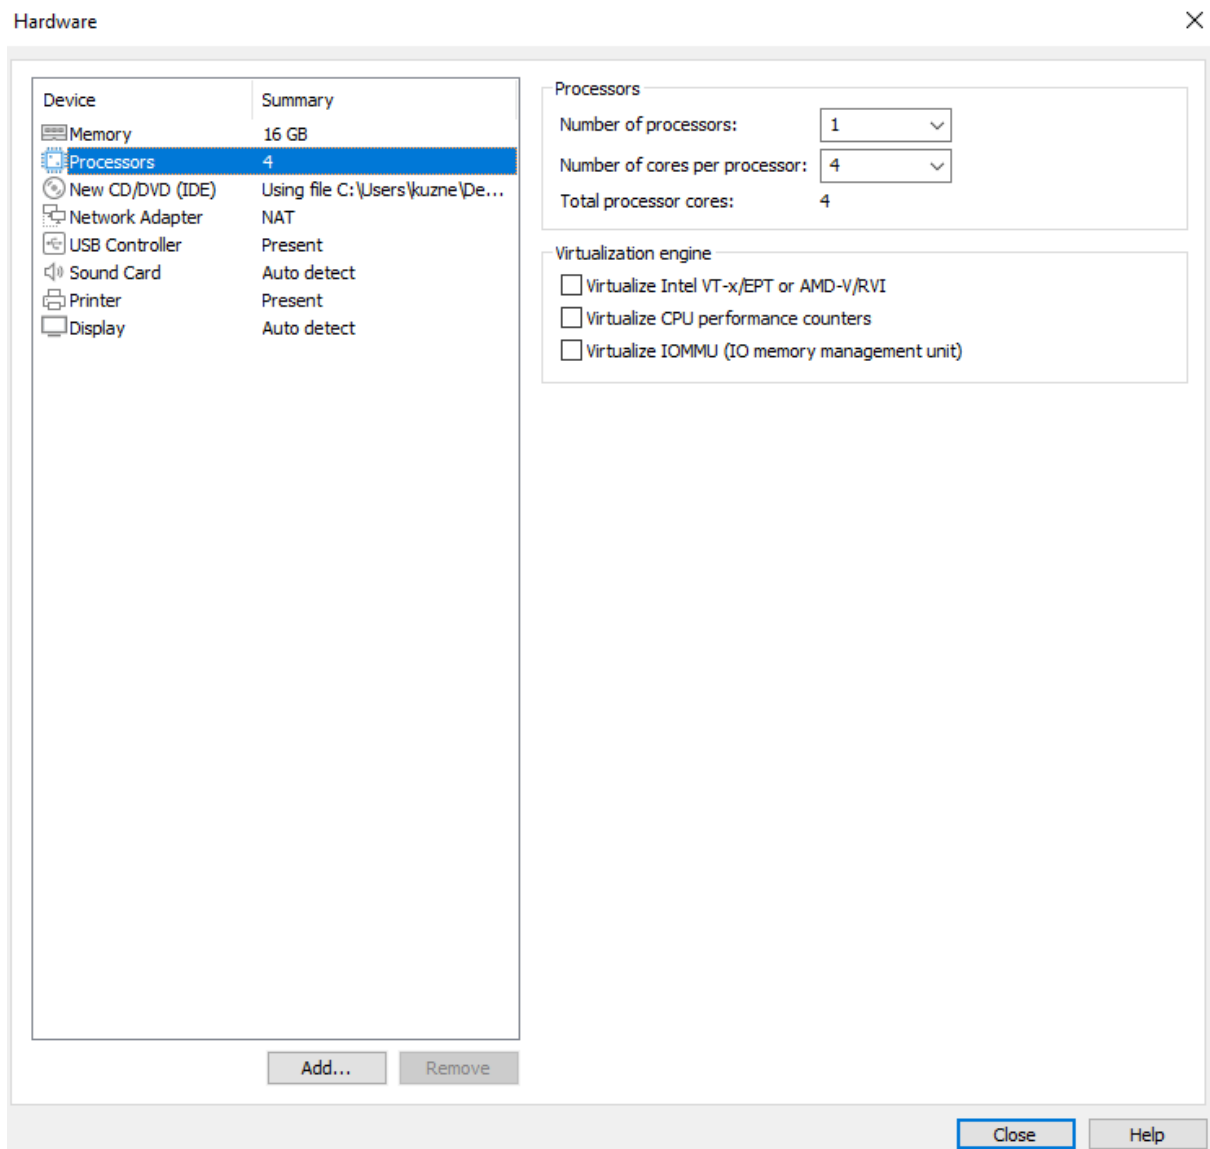 Hardware
Device Summary
Memory 16 GB
Processors 4
New CD/DVD (IDE) Using file C:\Users\kuzne\De...
Network Adapter NAT
USB Controller Present
Sound Card Auto detect
Printer Present
Display Auto detect
Add... Remove
Processors
Number of processors: 1
Number of cores per processor: 4
Total processor cores: 4
Virtualization engine
Virtualize Intel VT-x/EPT or AMD-V/RVI
Virtualize CPU performance counters
Virtualize IOMMU (IO memory management unit)
Close Help